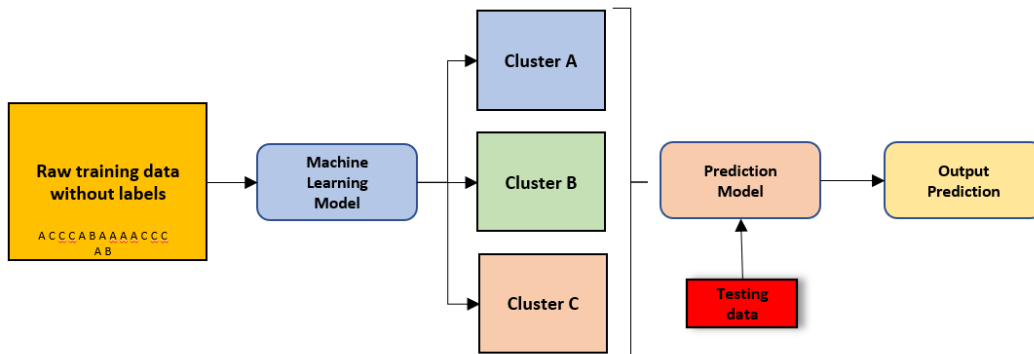 Raw training data
without labels
A C C C A B A A A A C C C
A B
Machine
Learning
Model
Cluster A
Cluster B
Cluster C
Prediction
Model
Testing
data
Output
Prediction